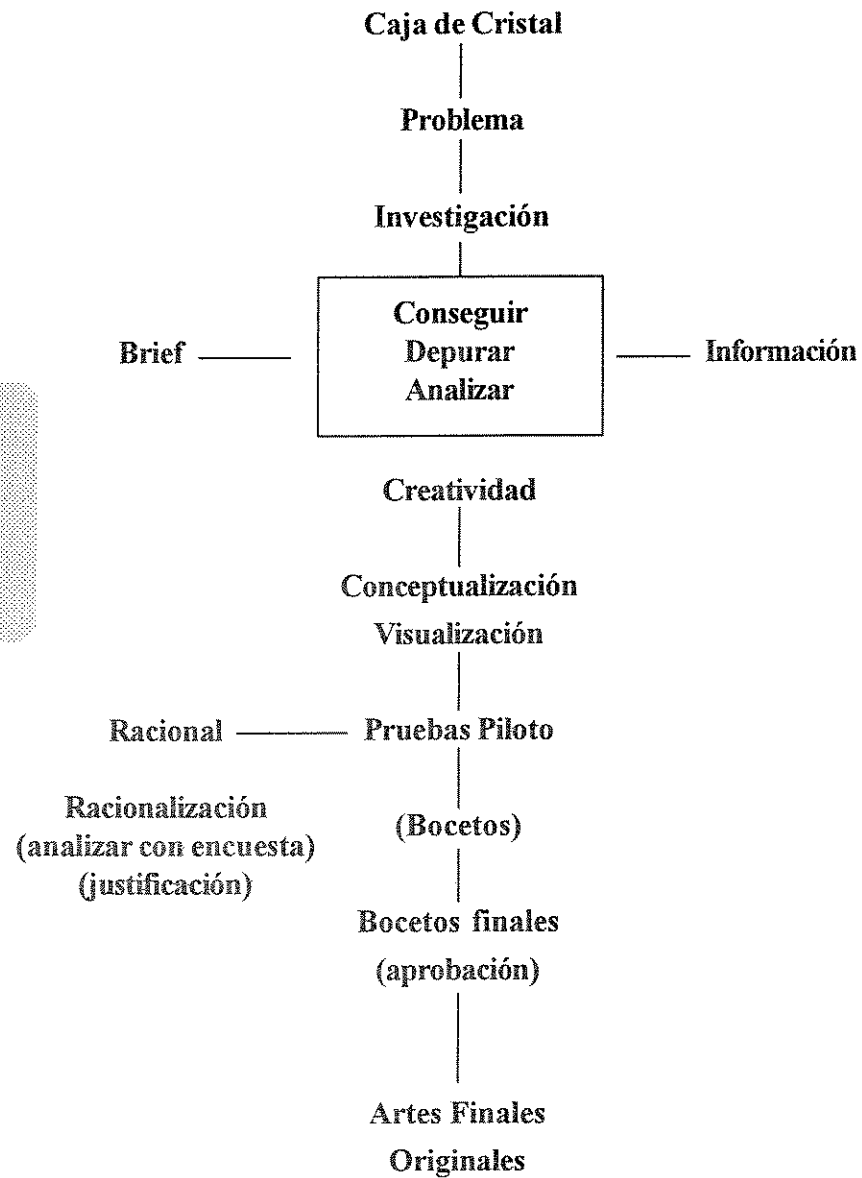 Caja de Cristal
Problema
Investigación
Conseguir
Brief
Depurar
Información
Analizar
Creatividad
Conceptualización
Visualización
Racional
Pruebas Piloto
Racionalización
(analizar con encuesta)
(justificación)
(Bocetos)
Bocetos finales
(aprobación)
Artes Finales
Originales